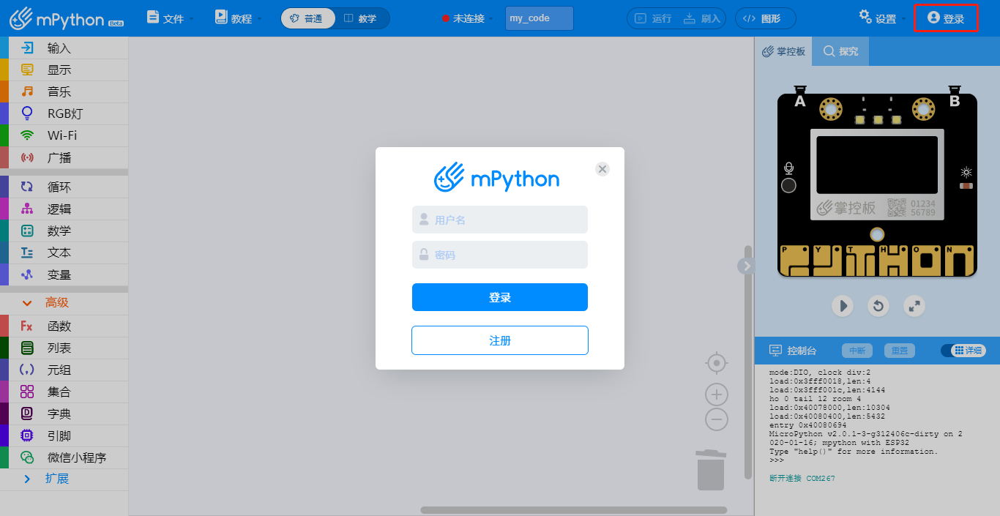 mPython Beta
文件
教程
普通
教学
未连接
my_code
运行
刷入
图形
设置
登录
输入
显示
音乐
RGB灯
Wi-Fi
广播
循环
逻辑
数学
文本
变量
高级
Fx 函数
列表
元组
集合
字典
引脚
微信小程序
扩展
mPython
用户名
密码
登录
注册
掌控板
探究
A
B
掌控板
01234
56789
P Y T H O N
PYTHON
控制台
中断
重置
详细
mode:DIO, clock div:2
load:0x3fff0018,len:4
load:0x3fff001c,len:4144
ho 0 tail 12 room 4
load:0x40078000,len:10304
load:0x40080400,len:5432
entry 0x40080694
MicroPython v2.0.1-3-g312406c-dirty on 2
020-01-16; mpython with ESP32
Type "help()" for more information.
>>>
断开连接 COM267